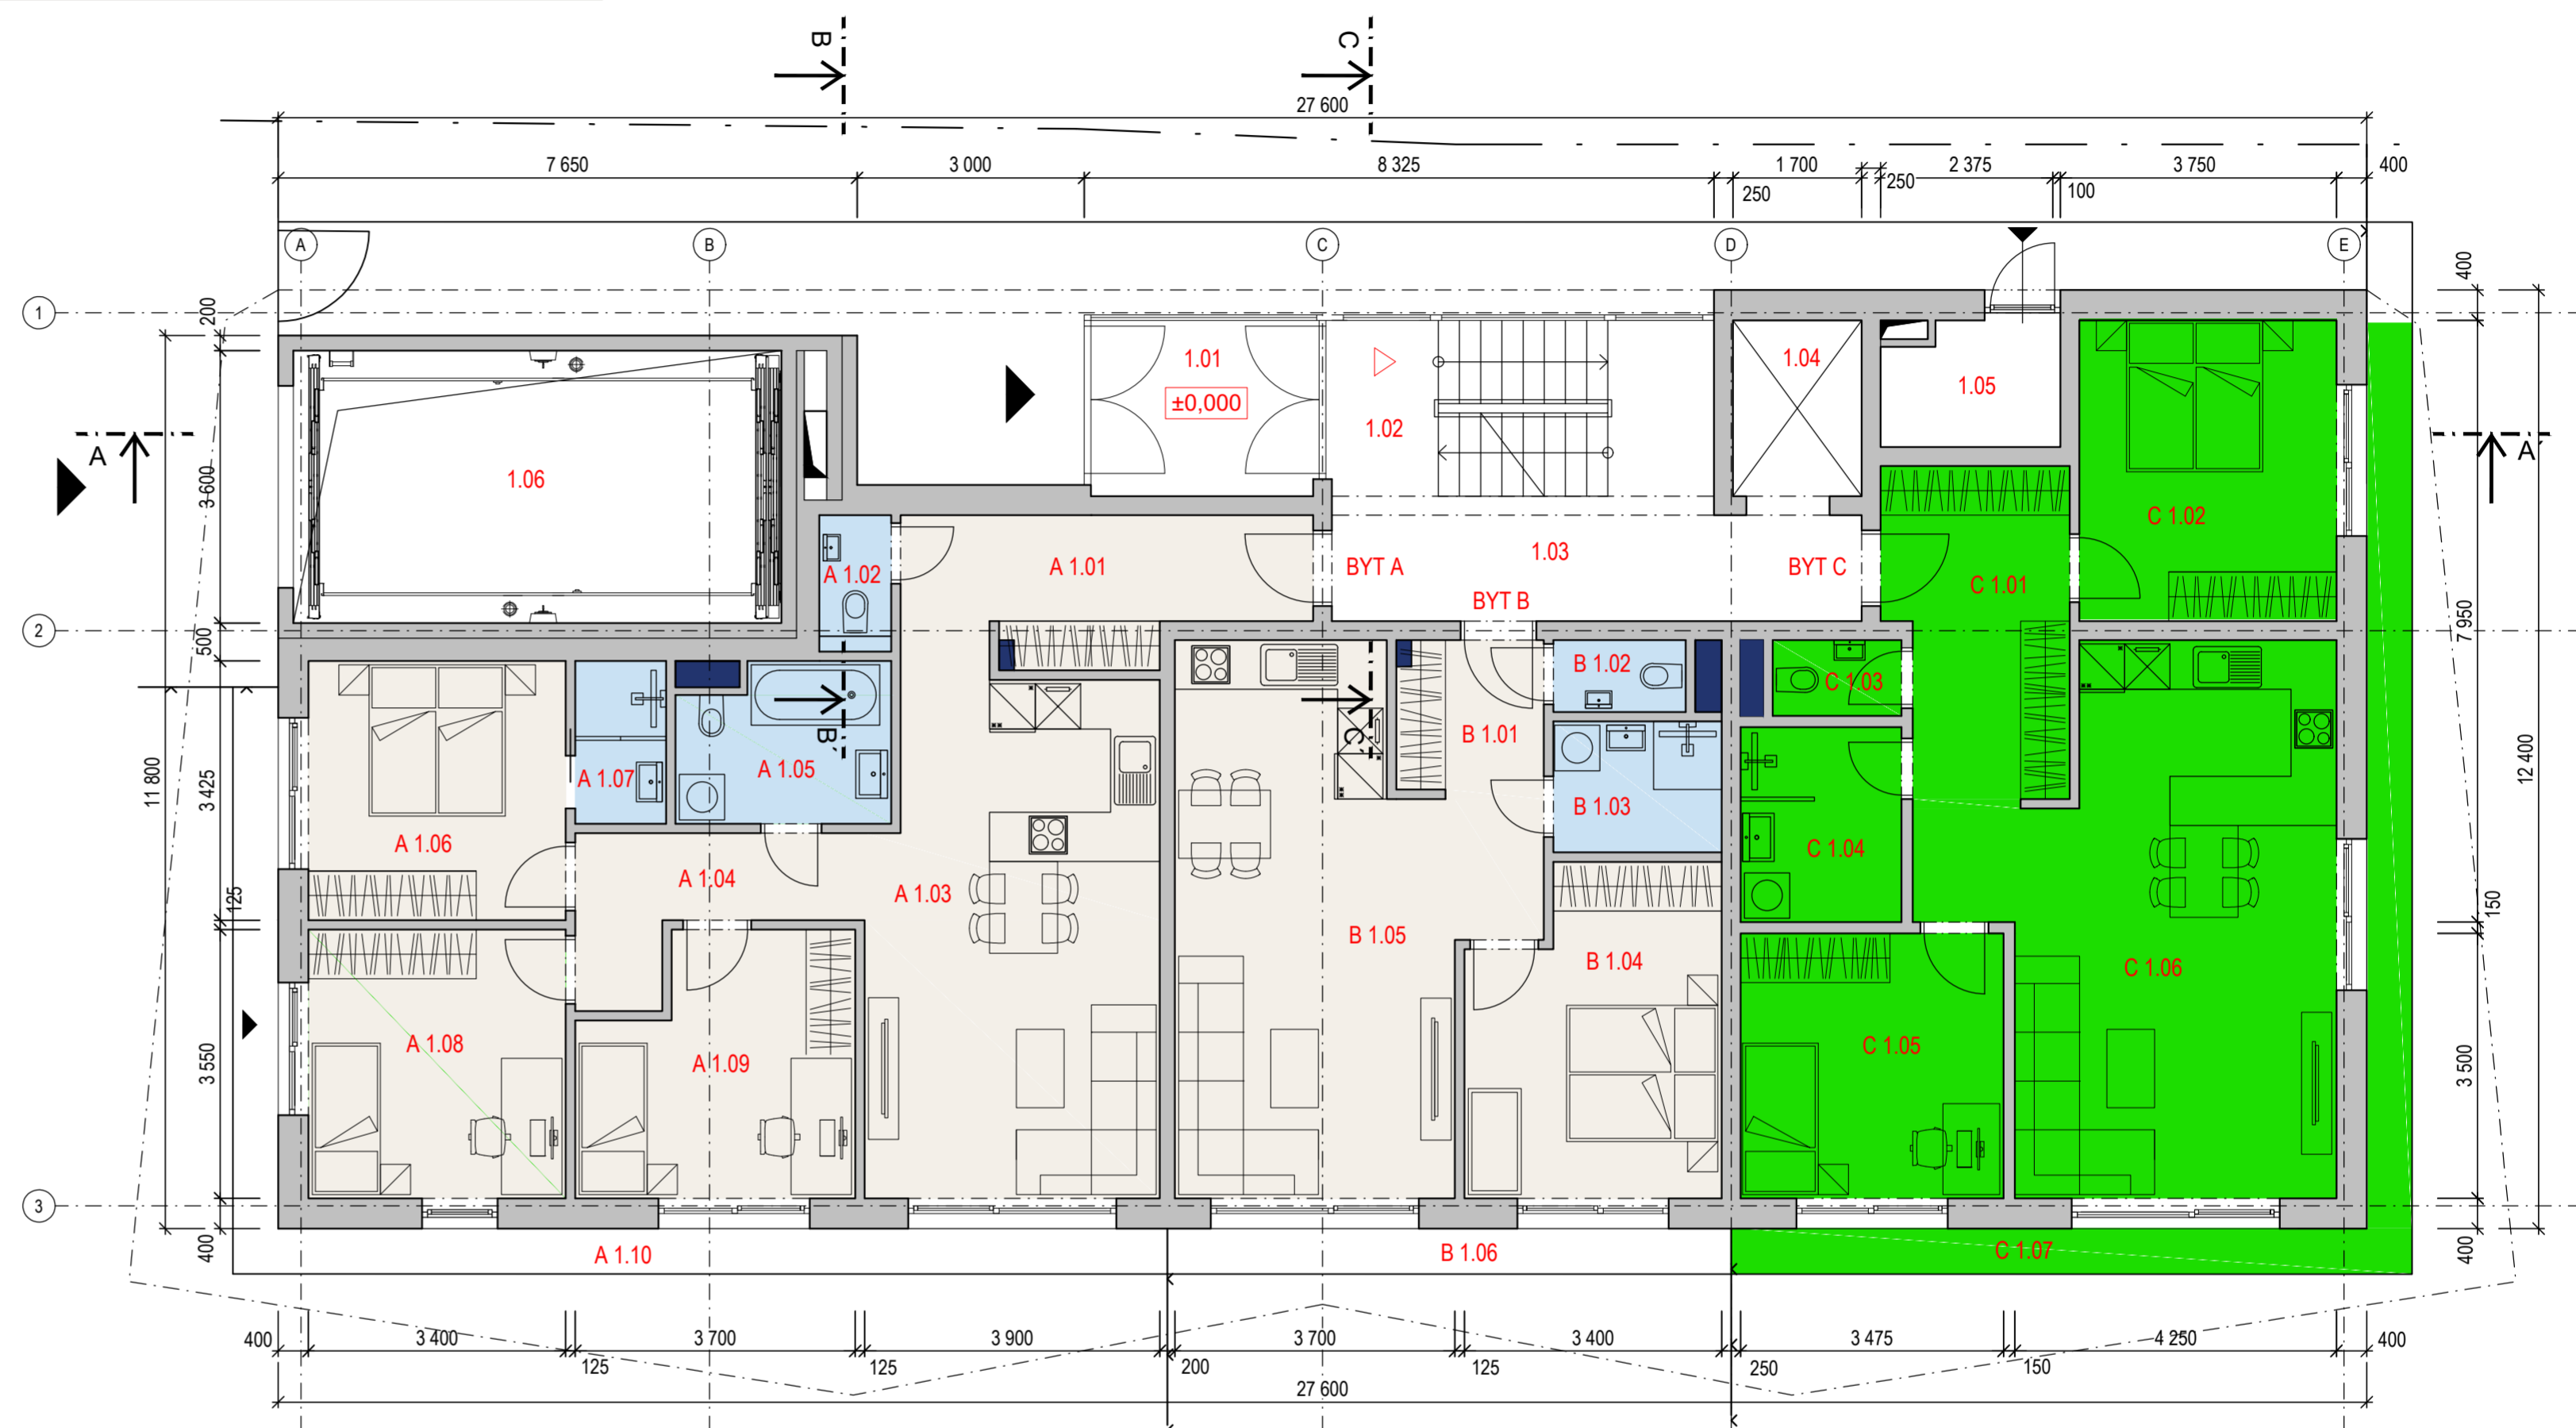 B
C
27 600
7 650
3 000
8 325
1 700
2 375
3 750
400
250
250
100
A
B
C
D
E
1
200
400
1.01
±0,000
1.02
1.04
1.05
A
A´
1.06
3 600
C 1.02
A 1.02
A 1.01
BYT A
1.03
BYT C
BYT B
C 1.01
2
500
7 950
B 1.02
C 1.03
B´
C´
B 1.01
A 1.07
A 1.05
B 1.03
11 800
3 425
12 400
A 1.06
C 1.04
A 1.04
A 1.03
125
150
B 1.05
B 1.04
C 1.06
A 1.08
A 1.09
C 1.05
3 550
3 500
3
400
A 1.10
B 1.06
C 1.07
400
400
3 400
3 700
3 900
3 700
3 400
3 475
4 250
400
125
125
200
125
250
150
27 600